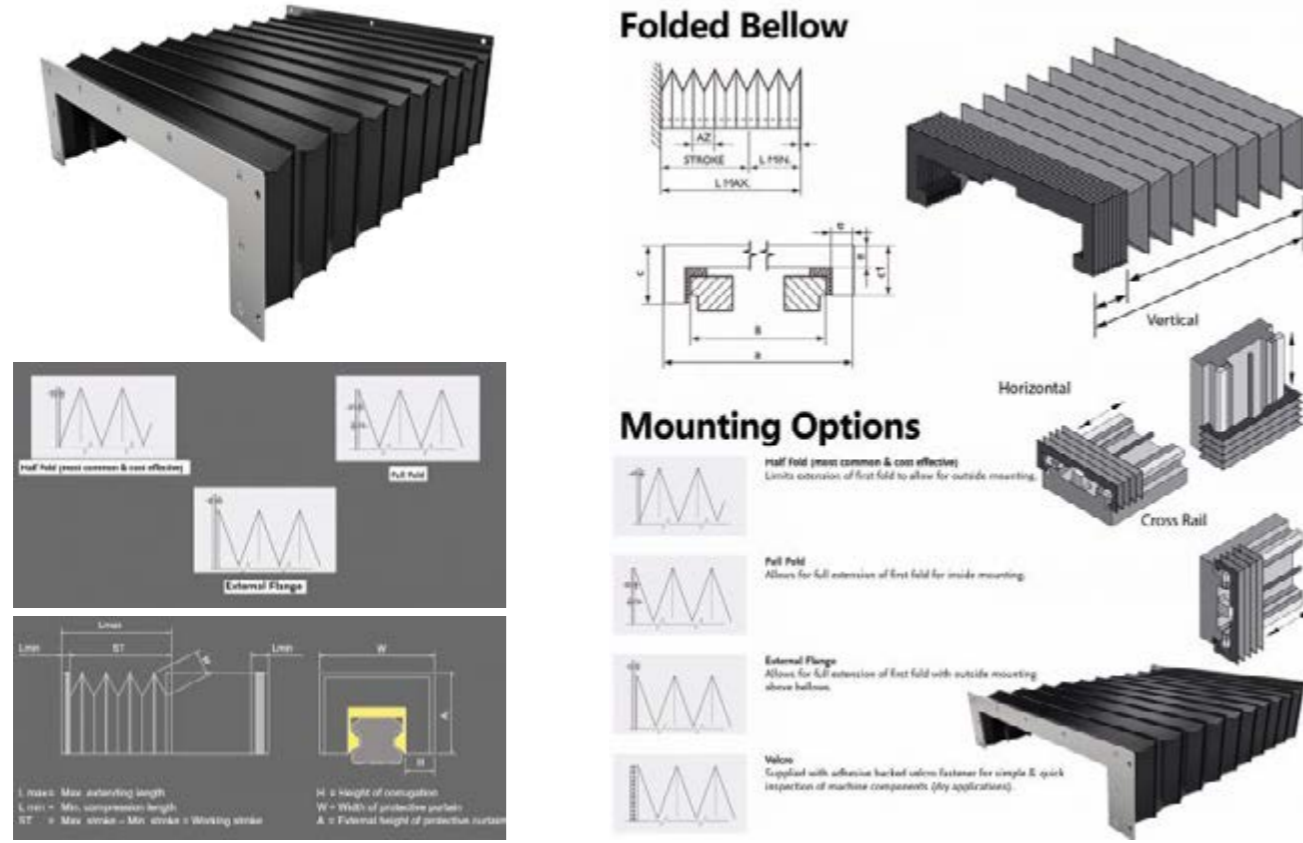 Half Fold (most common & cost effective)
Full Fold
External Flange
Lmax
Lmin
ST
Lmin
W
A
H
L max= Max. extending length
L min = Min. compression length
ST = Max. stroke - Min. stroke = Working stroke
H = Height of corrugation
W = Width of protective curtain
A = External height of protective curtain
Folded Bellow
AZ
STROKE
L MIN.
L MAX.
c
e
c1
B
a
Vertical
Horizontal
Cross Rail
Mounting Options
Half Fold (most common & cost effective)
Limits extension of first fold to allow for outside mounting.
Full Fold
Allows for full extension of first fold for inside mounting.
External Flange
Allows for full extension of first fold with outside mounting
above bellows.
Velcro
Supplied with adhesive backed velcro fastener for simple & quick
inspection of machine components (dry applications).